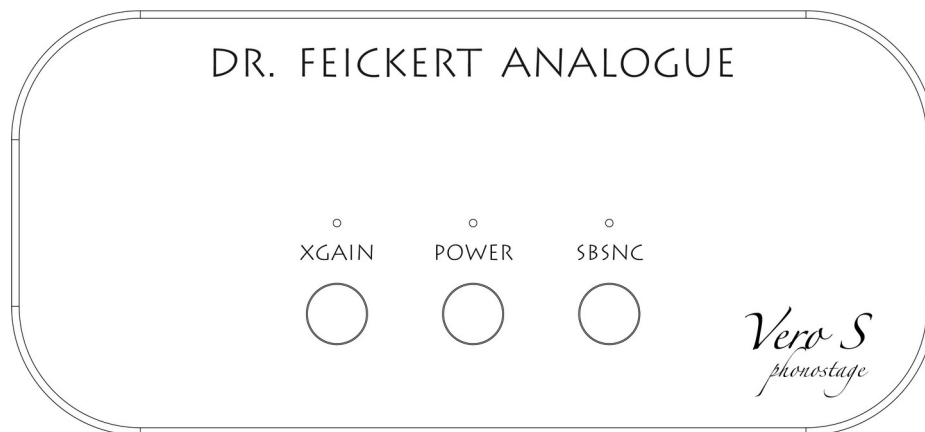 DR. FEICKERT ANALOGUE
XGAIN POWER SBSNC
Vero S
phonostage